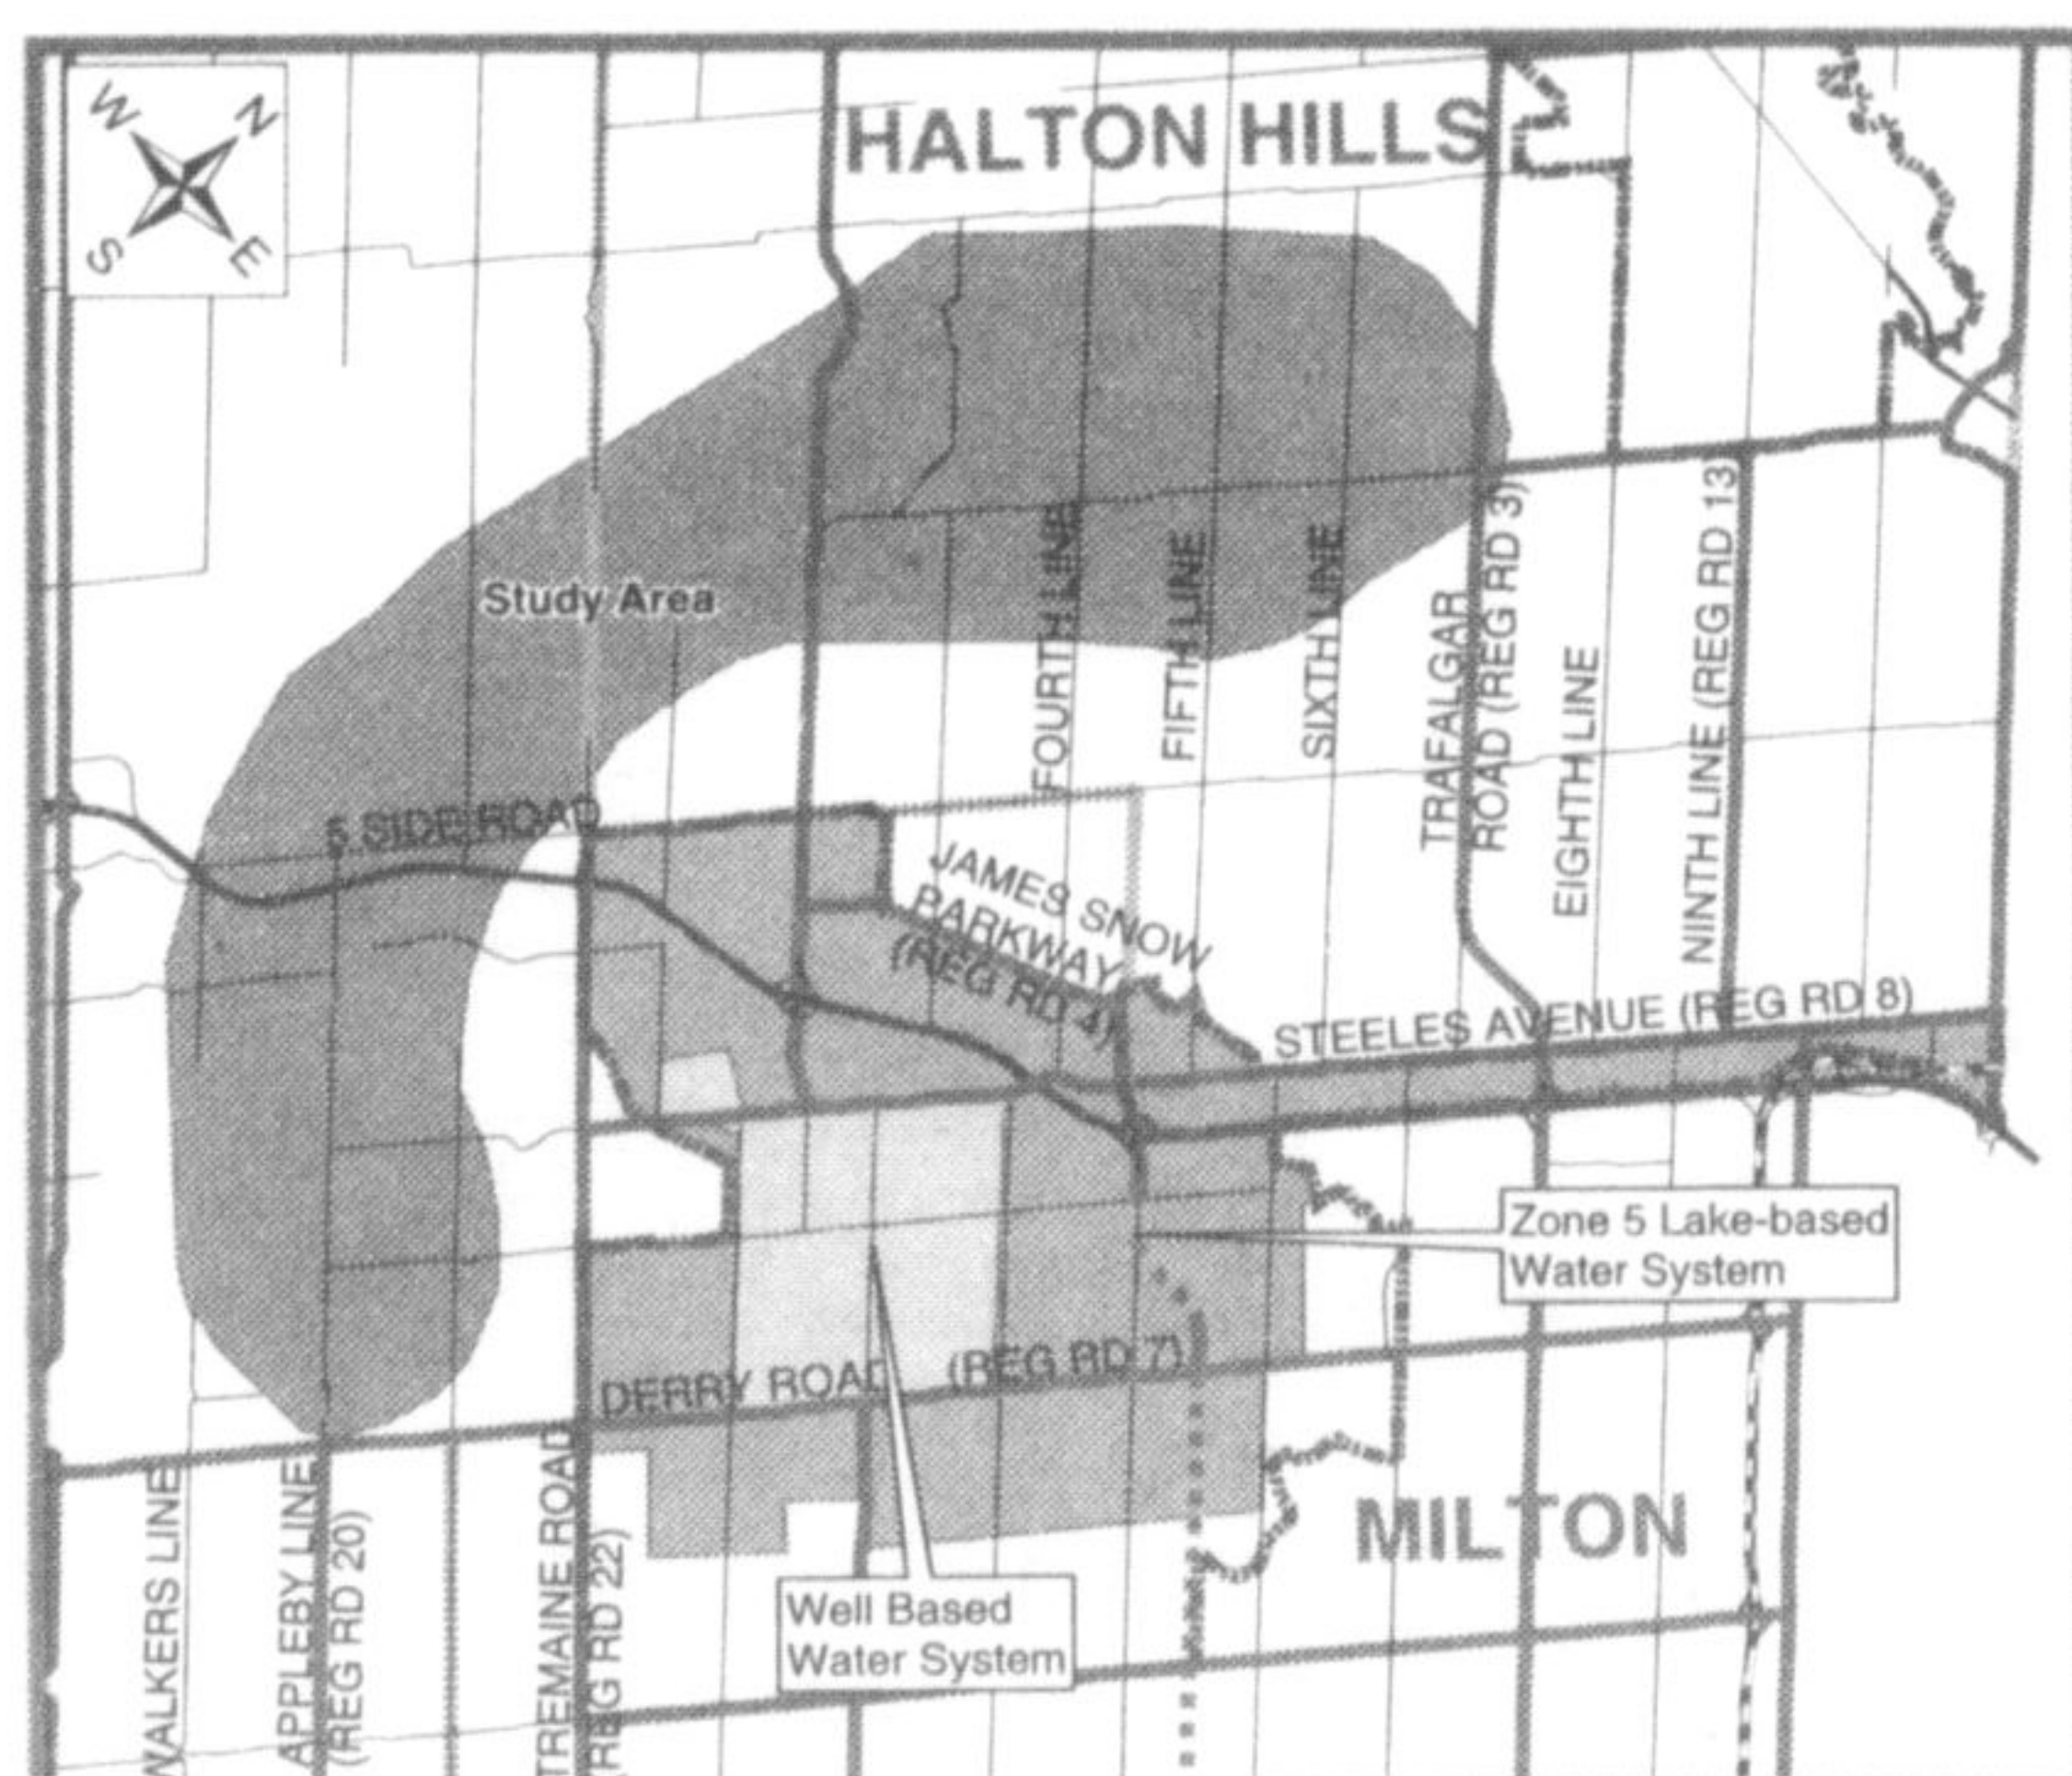 W
N
S
E
HALTON HILLS
Study Area
FOURTH LINE
FIFTH LINE
SIXTH LINE
TRAFALGAR
ROAD (REG RD 3)
EIGHTH LINE
NINTH LINE (REG RD 13)
5 SIDE ROAD
JAMES SNOW
PARKWAY
(REG RD 4)
STEELES AVENUE (REG RD 8)
Zone 5 Lake-based
Water System
DERRY ROAD (REG RD 7)
MILTON
WALKERS LINE
APPLEBY LINE
(REG RD 20)
TREMAINE ROAD
(REG RD 22)
Well Based
Water System